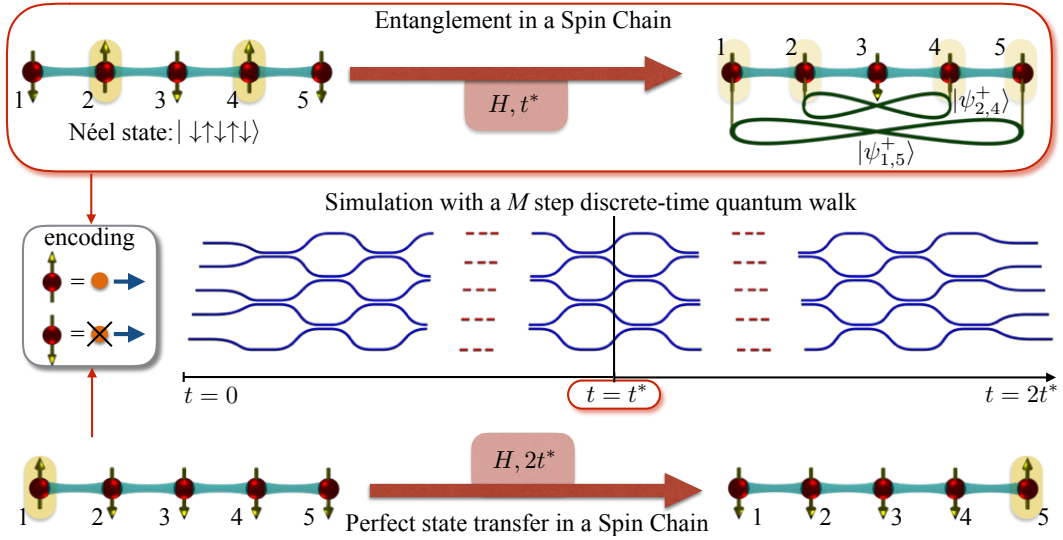 Entanglement in a Spin Chain
1 2 3 4 5
H, t*
1 2 3 4 5
Néel state:| ↓↑↓↑↓⟩
|ψ⁺₂,₄⟩
|ψ⁺₁,₅⟩
Simulation with a M step discrete-time quantum walk
encoding
=
=
t = 0
t = t*
t = 2t*
H, 2t*
1 2 3 4 5
1 2 3 4 5
Perfect state transfer in a Spin Chain